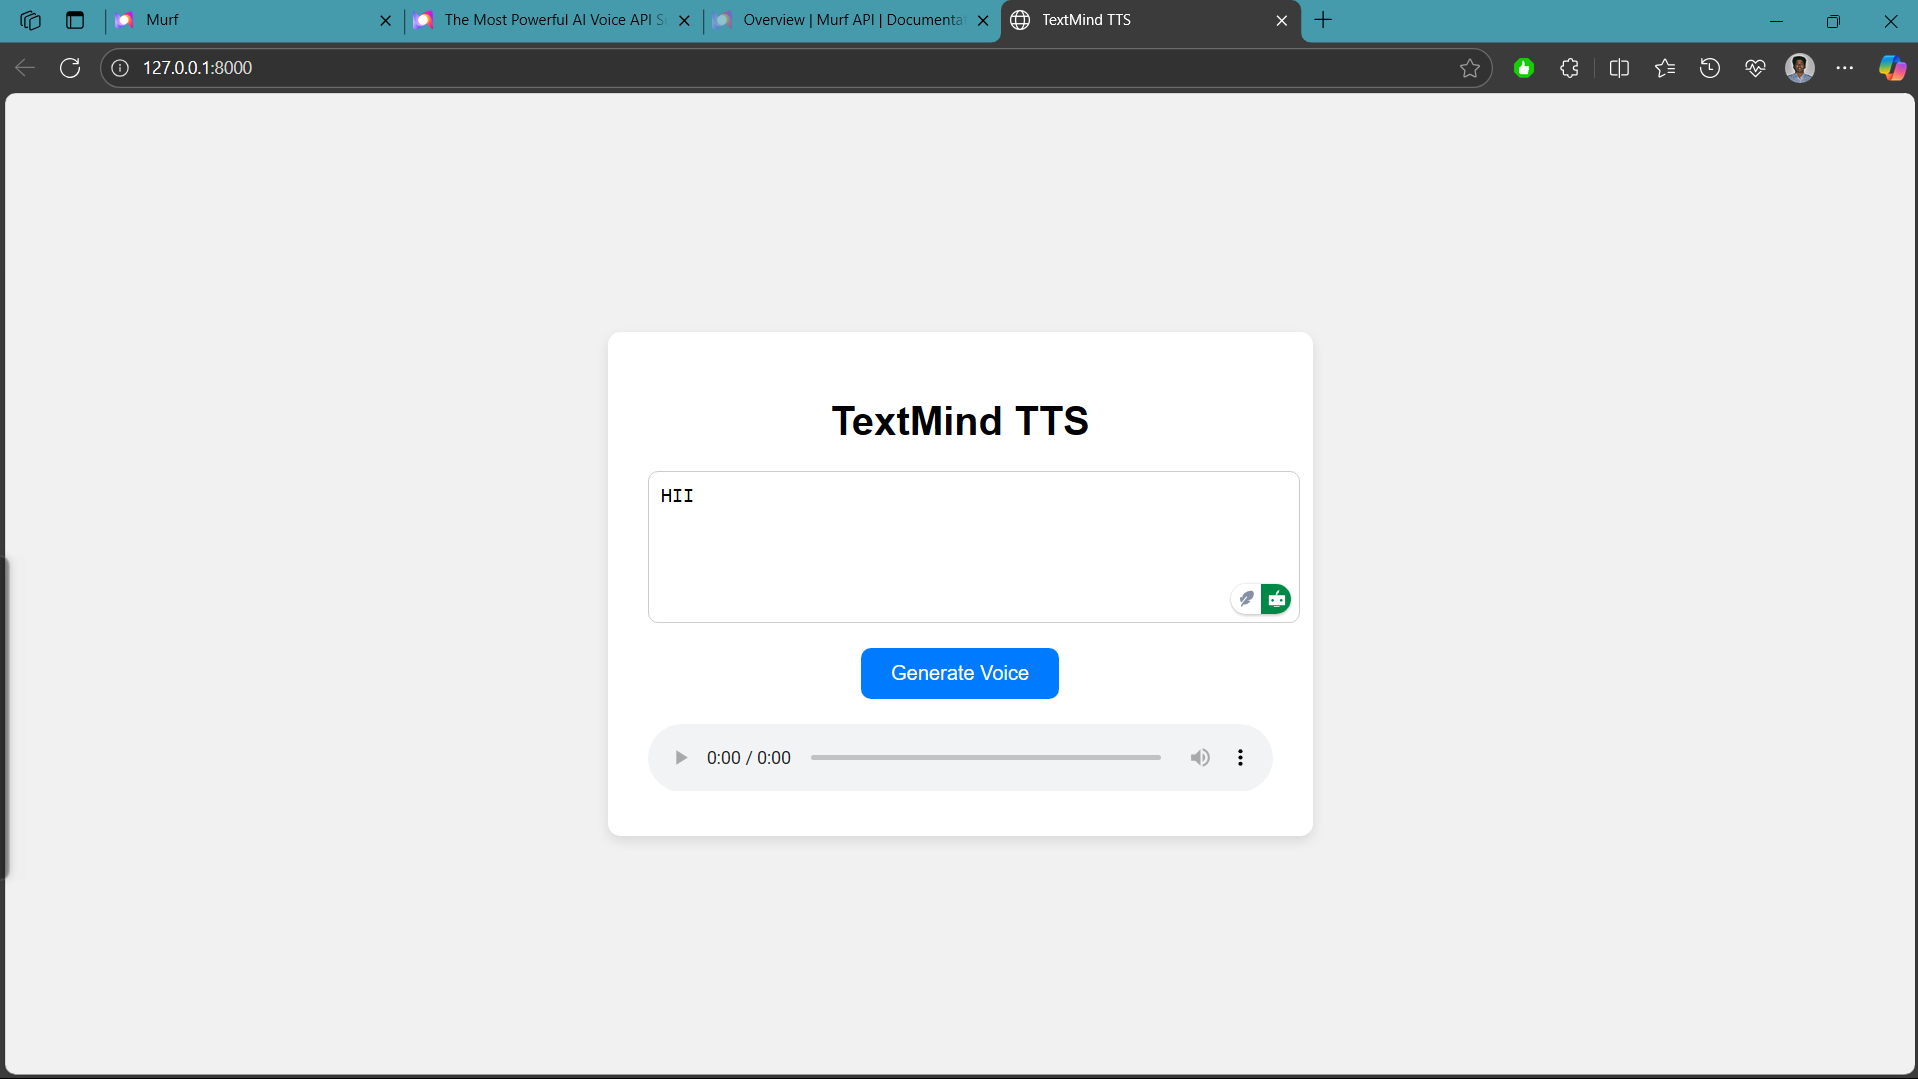 Murf
The Most Powerful AI Voice API S
Overview | Murf API | Documenta
TextMind TTS
127.0.0.1:8000
TextMind TTS
HII
Generate Voice
0:00 / 0:00